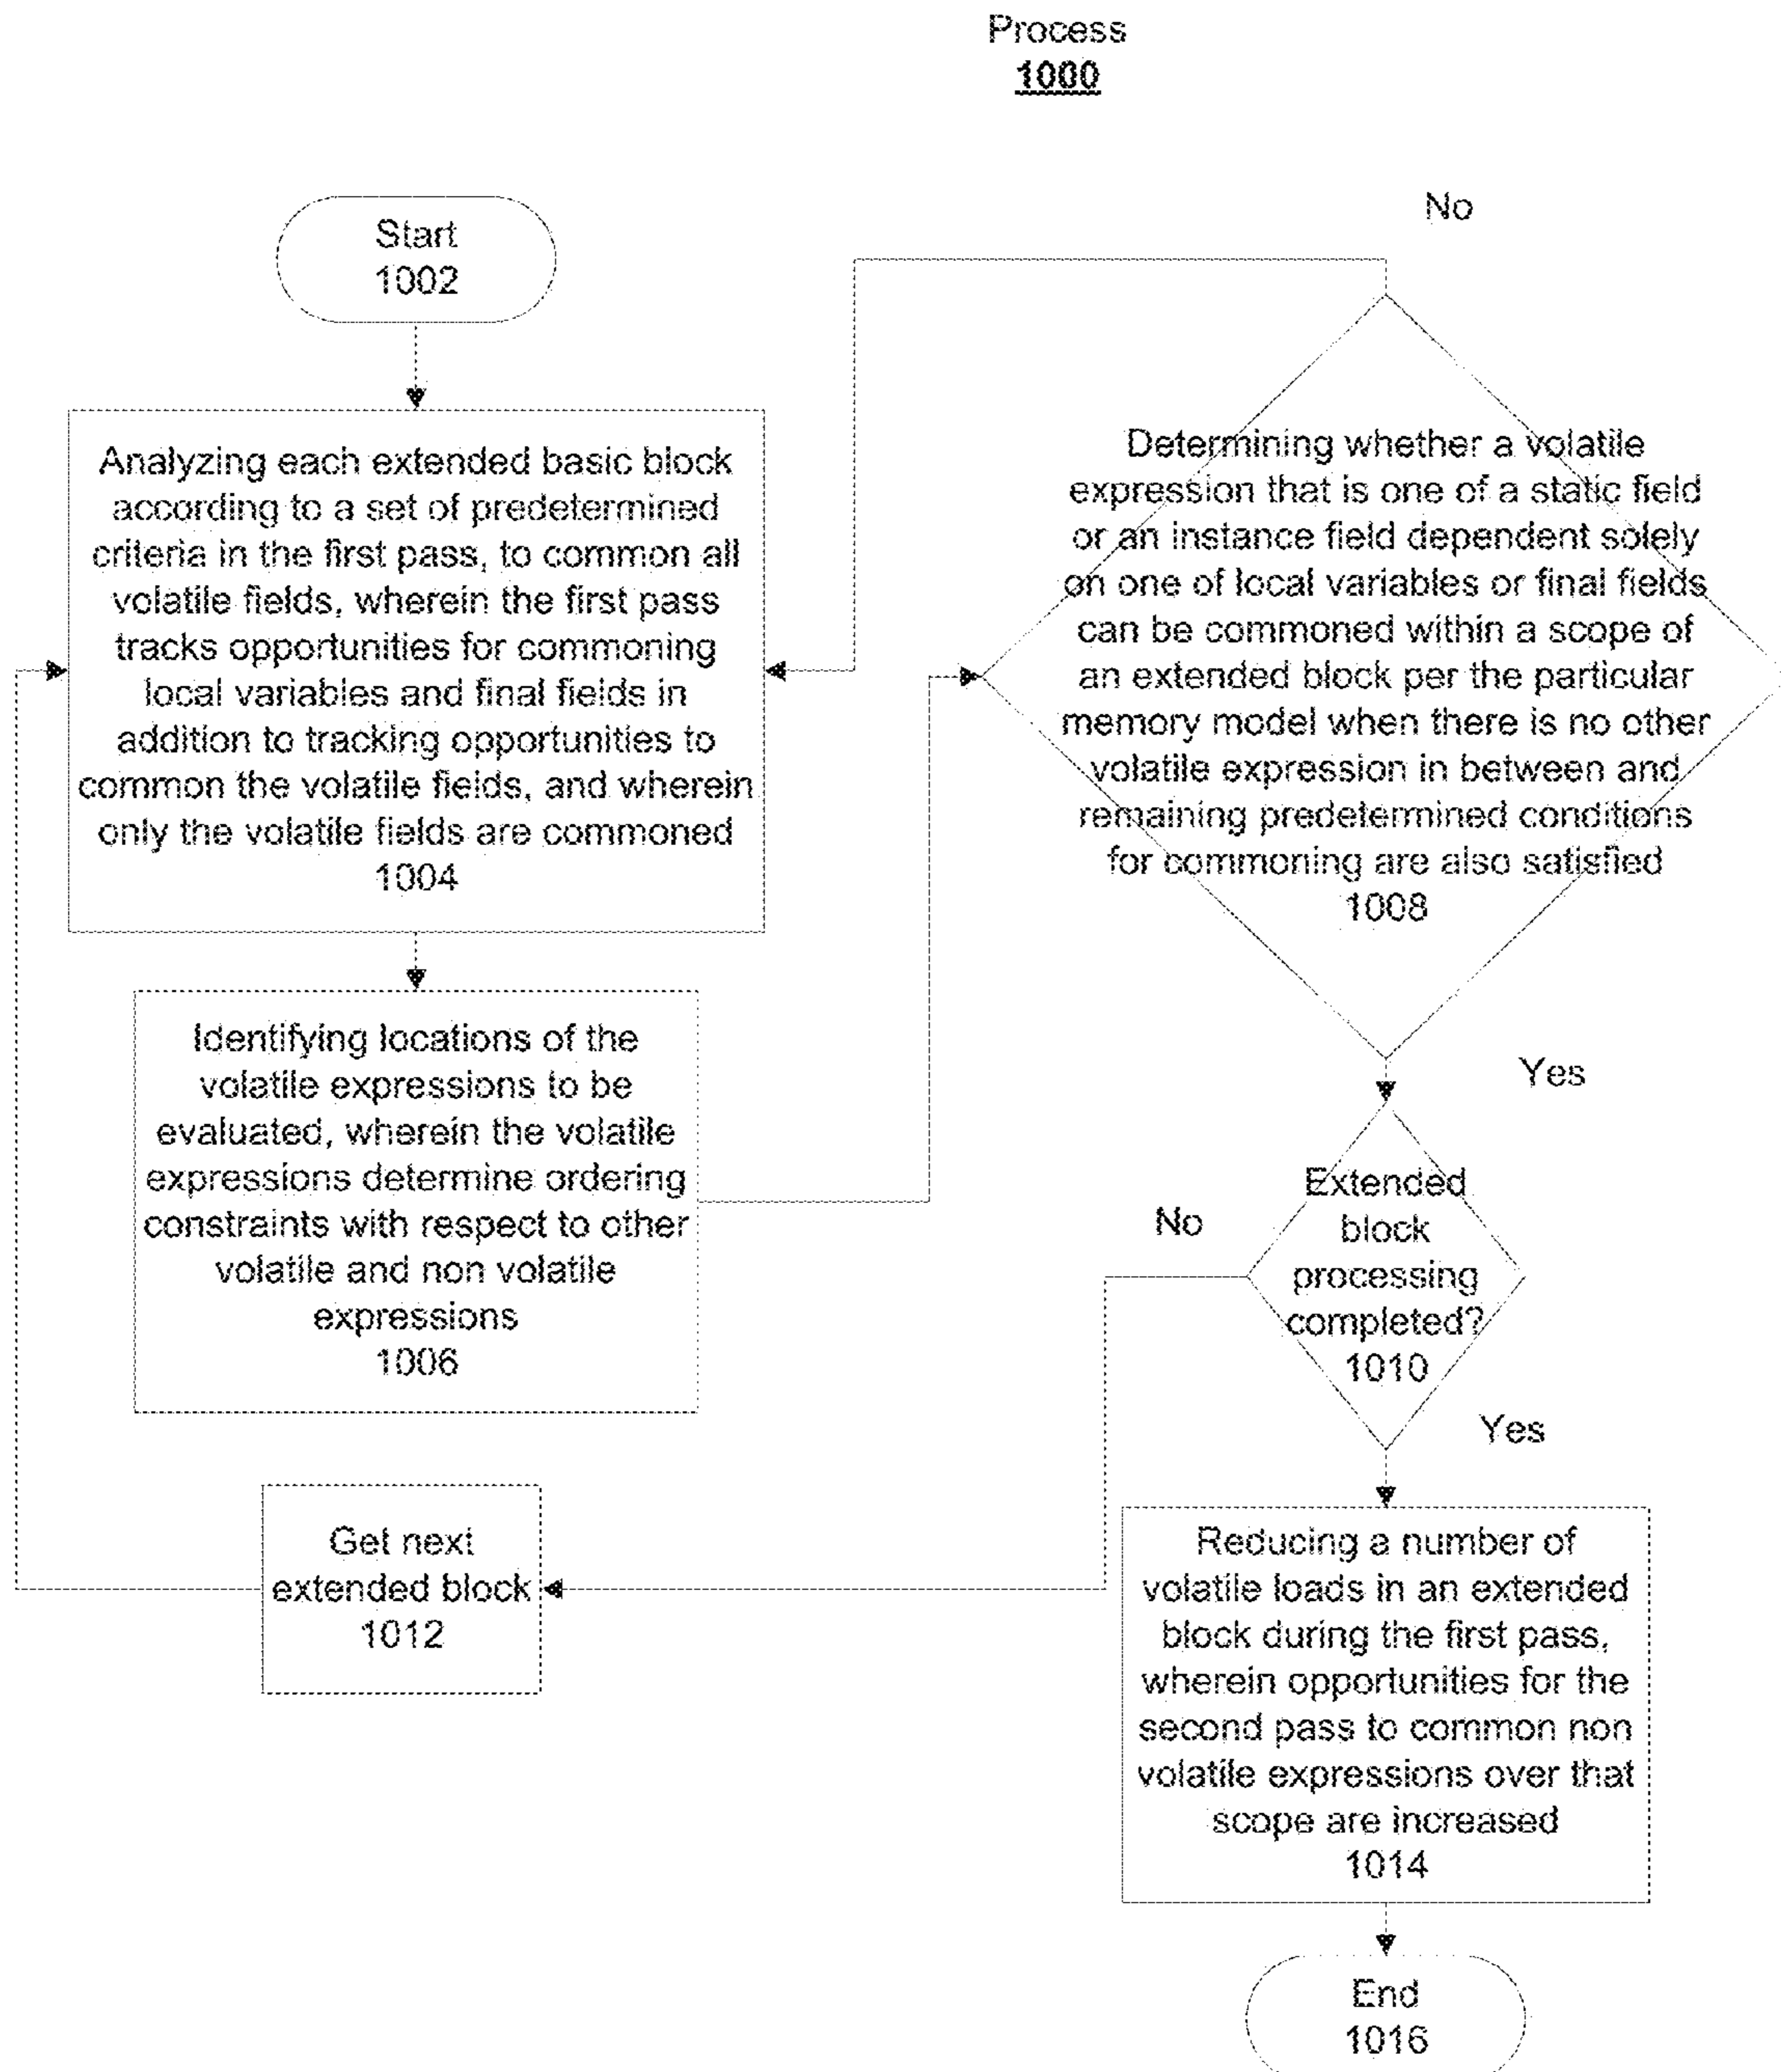 Process
1000
Start
1002
Analyzing each extended basic block
according to a set of predetermined
criteria in the first pass, to common all
volatile fields, wherein the first pass
tracks opportunities for commoning
local variables and final fields in
addition to tracking opportunities to
common the volatile fields, and wherein
only the volatile fields are commoned
1004
Identifying locations of the
volatile expressions to be
evaluated, wherein the volatile
expressions determine ordering
constraints with respect to other
volatile and non volatile
expressions
1006
No
Determining whether a volatile
expression that is one of a static field
or an instance field dependent solely
on one of local variables or final fields
can be commoned within a scope of
an extended block per the particular
memory model when there is no other
volatile expression in between and
remaining predetermined conditions
for commoning are also satisfied
1008
Yes
Extended
block
processing
completed?
1010
No
Yes
Get next
extended block
1012
Reducing a number of
volatile loads in an extended
block during the first pass,
wherein opportunities for the
second pass to common non
volatile expressions over that
scope are increased
1014
End
1016